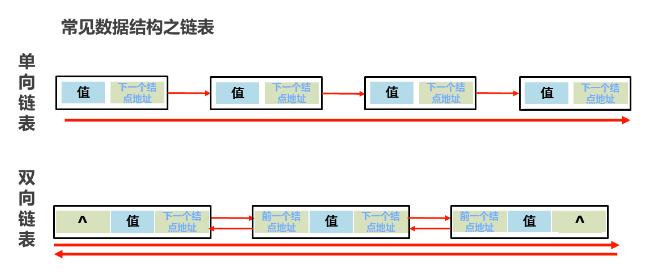 常见数据结构之链表
单向链表
值 下一个结点地址 值 下一个结点地址 值 下一个结点地址 值 下一个结点地址
双向链表
^ 值 下一个结点地址 前一个结点地址 值 下一个结点地址 前一个结点地址 值 ^